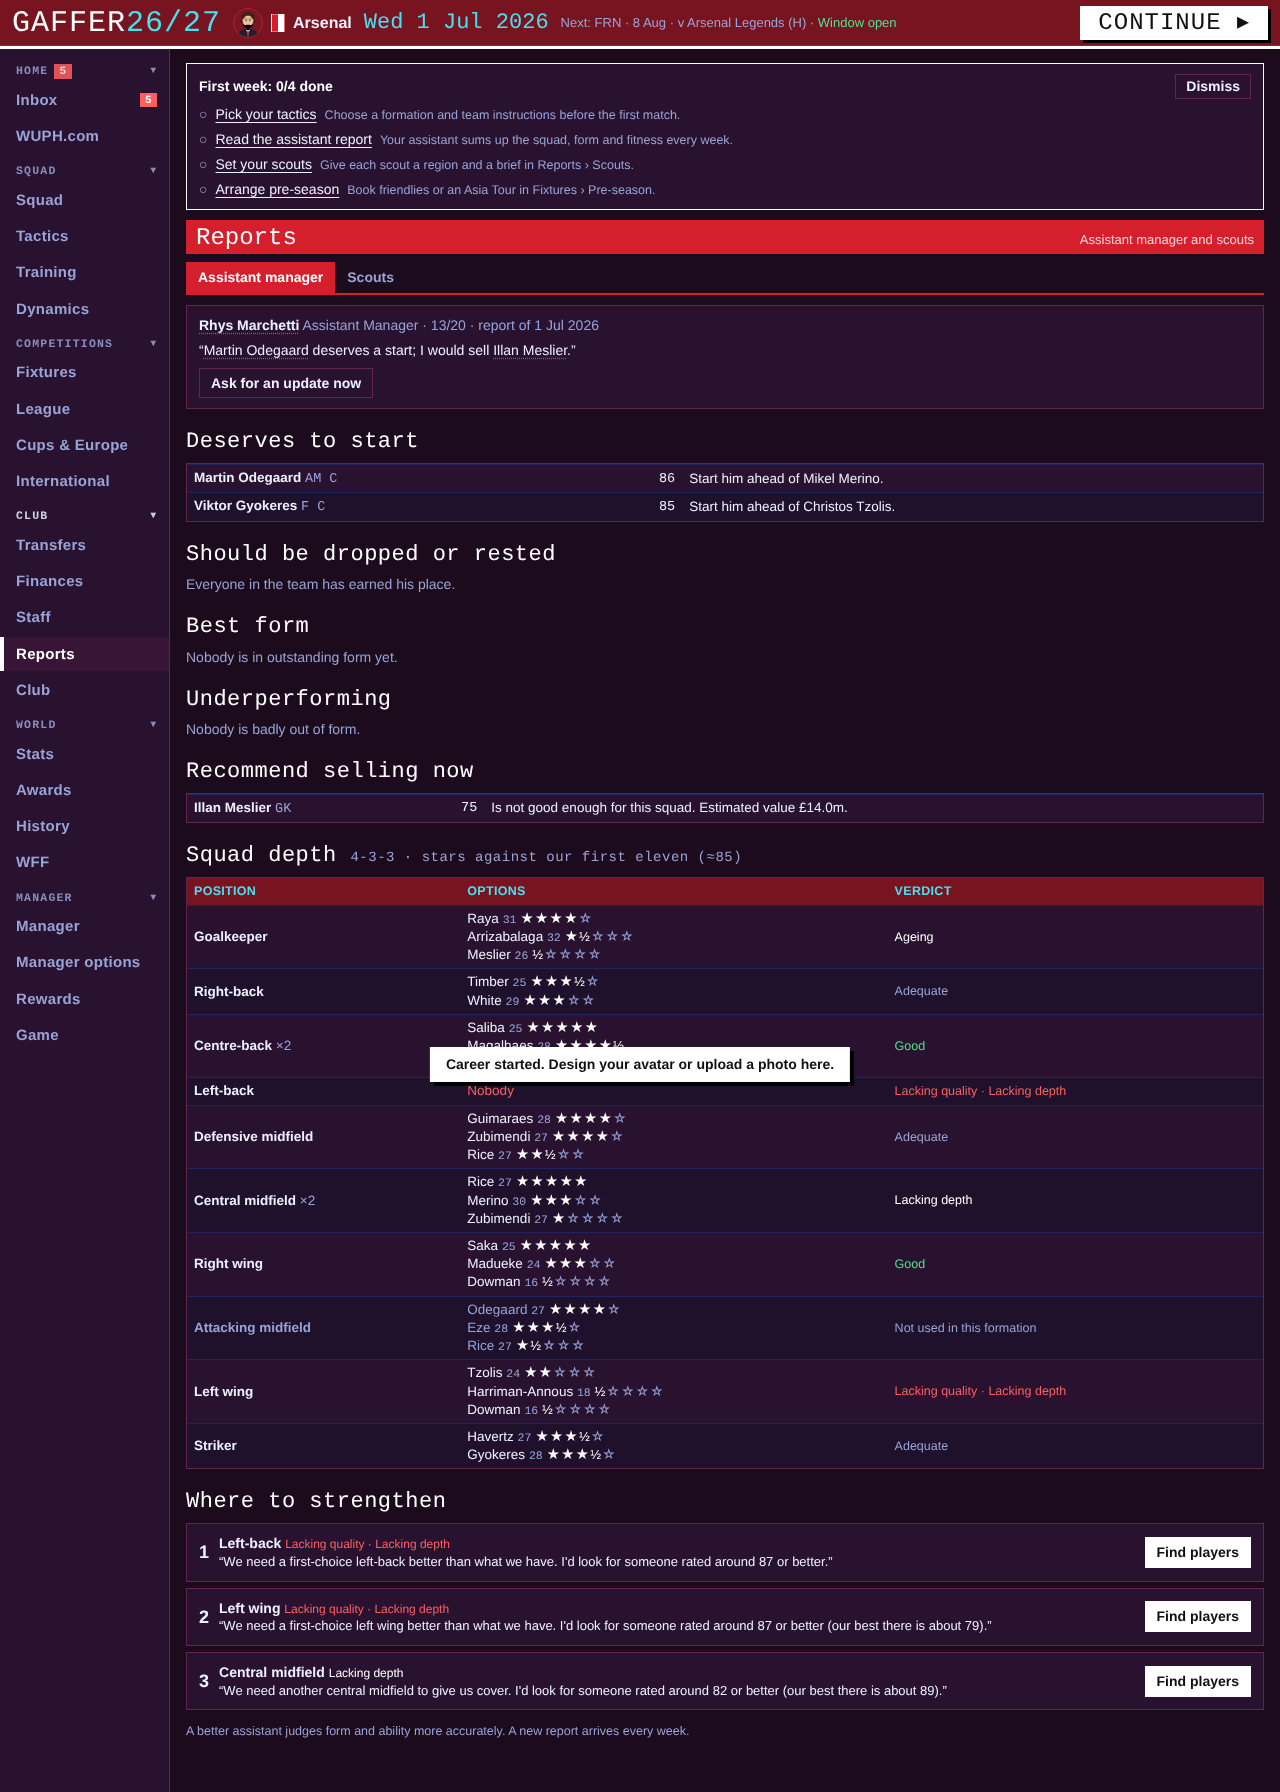 GAFFER26/27 Arsenal Wed 1 Jul 2026 Next: FRN · 8 Aug · v Arsenal Legends (H) · Window open CONTINUE ►
HOME 5 ▼
Inbox 5
WUPH.com
SQUAD ▼
Squad
Tactics
Training
Dynamics
COMPETITIONS ▼
Fixtures
League
Cups & Europe
International
CLUB ▼
Transfers
Finances
Staff
Reports
Club
WORLD ▼
Stats
Awards
History
WFF
MANAGER ▼
Manager
Manager options
Rewards
Game
First week: 0/4 done Dismiss
○ Pick your tactics Choose a formation and team instructions before the first match.
○ Read the assistant report Your assistant sums up the squad, form and fitness every week.
○ Set your scouts Give each scout a region and a brief in Reports › Scouts.
○ Arrange pre-season Book friendlies or an Asia Tour in Fixtures › Pre-season.
Reports Assistant manager and scouts
Assistant manager Scouts
Rhys Marchetti Assistant Manager · 13/20 · report of 1 Jul 2026
“Martin Odegaard deserves a start; I would sell Illan Meslier.”
Ask for an update now
Deserves to start
Martin Odegaard AM C 86 Start him ahead of Mikel Merino.
Viktor Gyokeres F C 85 Start him ahead of Christos Tzolis.
Should be dropped or rested
Everyone in the team has earned his place.
Best form
Nobody is in outstanding form yet.
Underperforming
Nobody is badly out of form.
Recommend selling now
Illan Meslier GK 75 Is not good enough for this squad. Estimated value £14.0m.
Squad depth 4-3-3 · stars against our first eleven (≈85)
POSITION OPTIONS VERDICT
Goalkeeper
Raya 31 ★★★★☆
Arrizabalaga 32 ★½☆☆☆
Meslier 26 ½☆☆☆☆
Ageing
Right-back
Timber 25 ★★★½☆
White 29 ★★★☆☆
Adequate
Centre-back ×2
Saliba 25 ★★★★★
Magalhaes 28 ★★★★½
Good
Career started. Design your avatar or upload a photo here.
Left-back Nobody Lacking quality · Lacking depth
Defensive midfield
Guimaraes 28 ★★★★☆
Zubimendi 27 ★★★★☆
Rice 27 ★★½☆☆
Adequate
Central midfield ×2
Rice 27 ★★★★★
Merino 30 ★★★☆☆
Zubimendi 27 ★☆☆☆☆
Lacking depth
Right wing
Saka 25 ★★★★★
Madueke 24 ★★★☆☆
Dowman 16 ½☆☆☆☆
Good
Attacking midfield
Odegaard 27 ★★★★☆
Eze 28 ★★★½☆
Rice 27 ★½☆☆☆
Not used in this formation
Left wing
Tzolis 24 ★★☆☆☆
Harriman-Annous 18 ½☆☆☆☆
Dowman 16 ½☆☆☆☆
Lacking quality · Lacking depth
Striker
Havertz 27 ★★★½☆
Gyokeres 28 ★★★½☆
Adequate
Where to strengthen
1 Left-back Lacking quality · Lacking depth
“We need a first-choice left-back better than what we have. I'd look for someone rated around 87 or better.”
Find players
2 Left wing Lacking quality · Lacking depth
“We need a first-choice left wing better than what we have. I'd look for someone rated around 87 or better (our best there is about 79).”
Find players
3 Central midfield Lacking depth
“We need another central midfield to give us cover. I'd look for someone rated around 82 or better (our best there is about 89).”
Find players
A better assistant judges form and ability more accurately. A new report arrives every week.